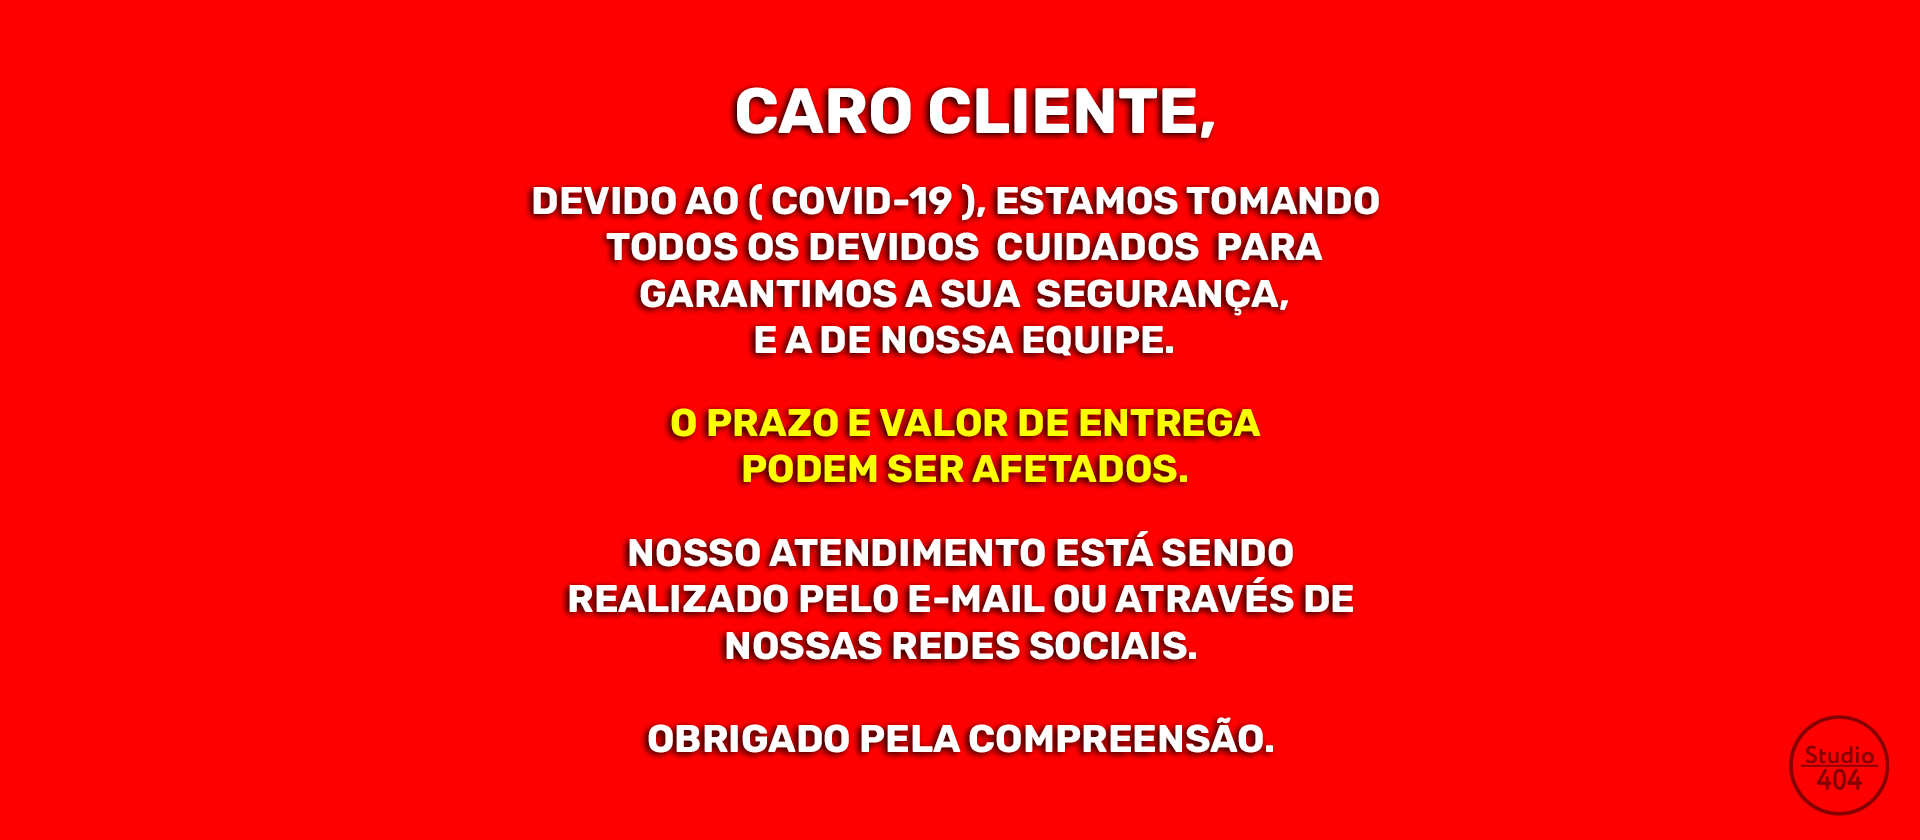 CARO CLIENTE,
DEVIDO AO ( COVID-19 ), ESTAMOS TOMANDO
TODOS OS DEVIDOS CUIDADOS PARA
GARANTIMOS A SUA SEGURANÇA,
E A DE NOSSA EQUIPE.
O PRAZO E VALOR DE ENTREGA
PODEM SER AFETADOS.
NOSSO ATENDIMENTO ESTÁ SENDO
REALIZADO PELO E-MAIL OU ATRAVÉS DE
NOSSAS REDES SOCIAIS.
OBRIGADO PELA COMPREENSÃO.
Studio
404